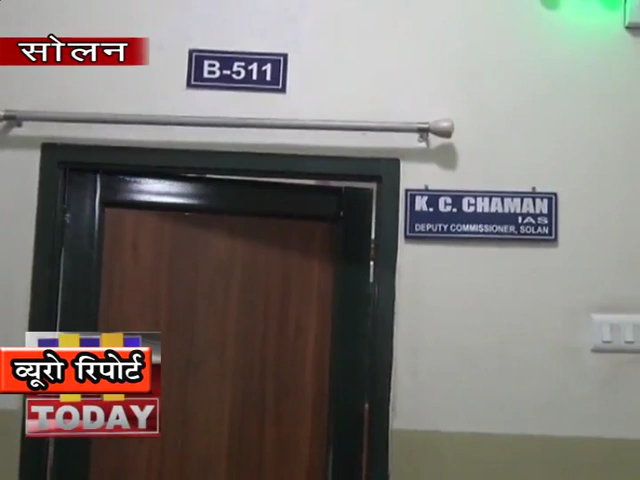 सोलन
B-511
K. C. CHAMAN
IAS
DEPUTY COMMISSIONER, SOLAN
व्यूरो रिपोर्ट
TODAY